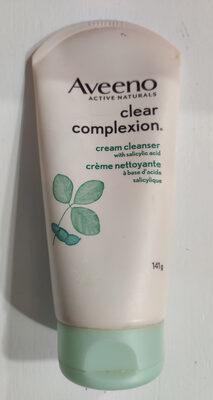 Aveeno
ACTIVE NATURALS
clear
complexion®
cream cleanser
with salicylic acid
crème nettoyante
à base d'acide
salicylique
141g